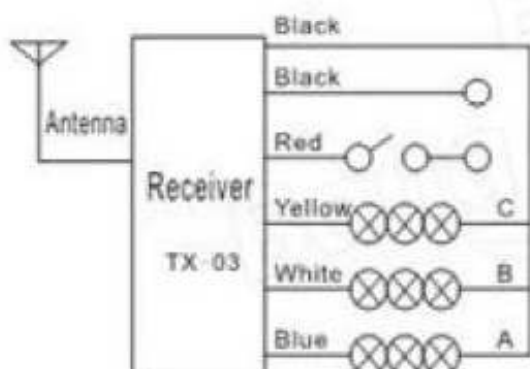 Black
Black
Antenna
Red
Receiver
Yellow C
TX-03
White B
Blue A